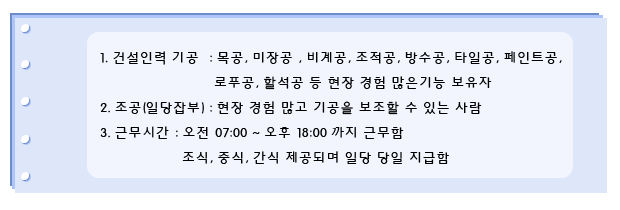 1. 건설인력 기공 : 목공, 미장공 , 비계공, 조적공, 방수공, 타일공, 페인트공,
로푸공, 할석공 등 현장 경험 많은기능 보유자
2. 조공(일당잡부) : 현장 경험 많고 기공을 보조할 수 있는 사람
3. 근무시간 : 오전 07:00 ~ 오후 18:00 까지 근무함
조식, 중식, 간식 제공되며 일당 당일 지급함